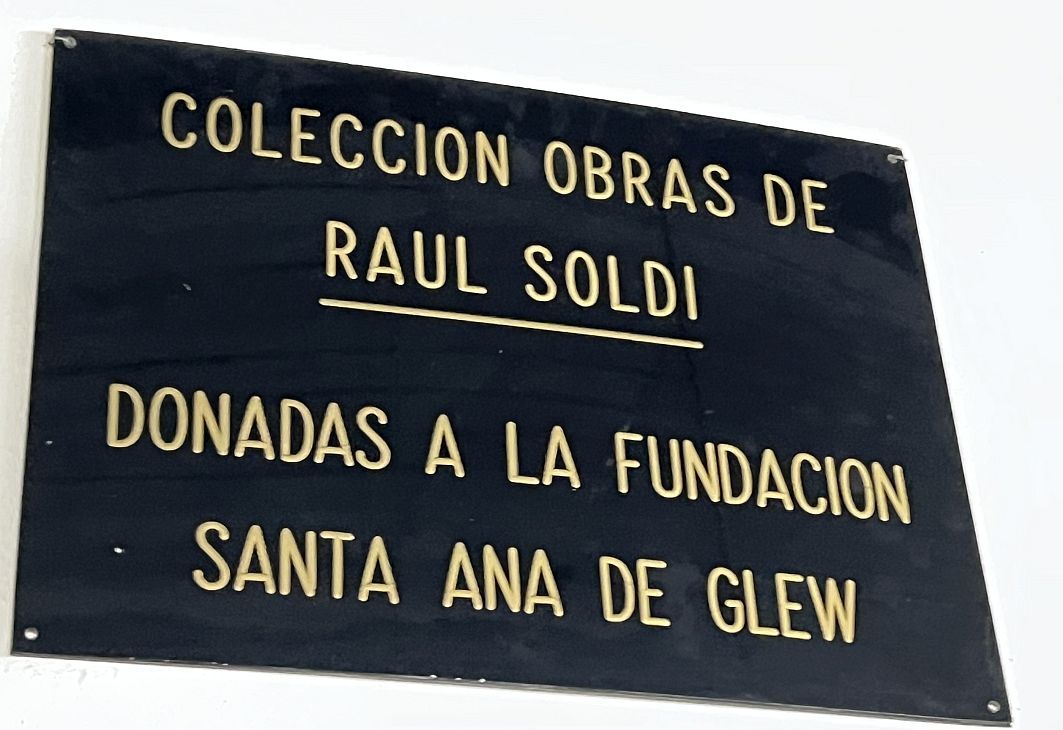 COLECCION OBRAS DE
RAUL SOLDI
DONADAS A LA FUNDACION
SANTA ANA DE GLEW